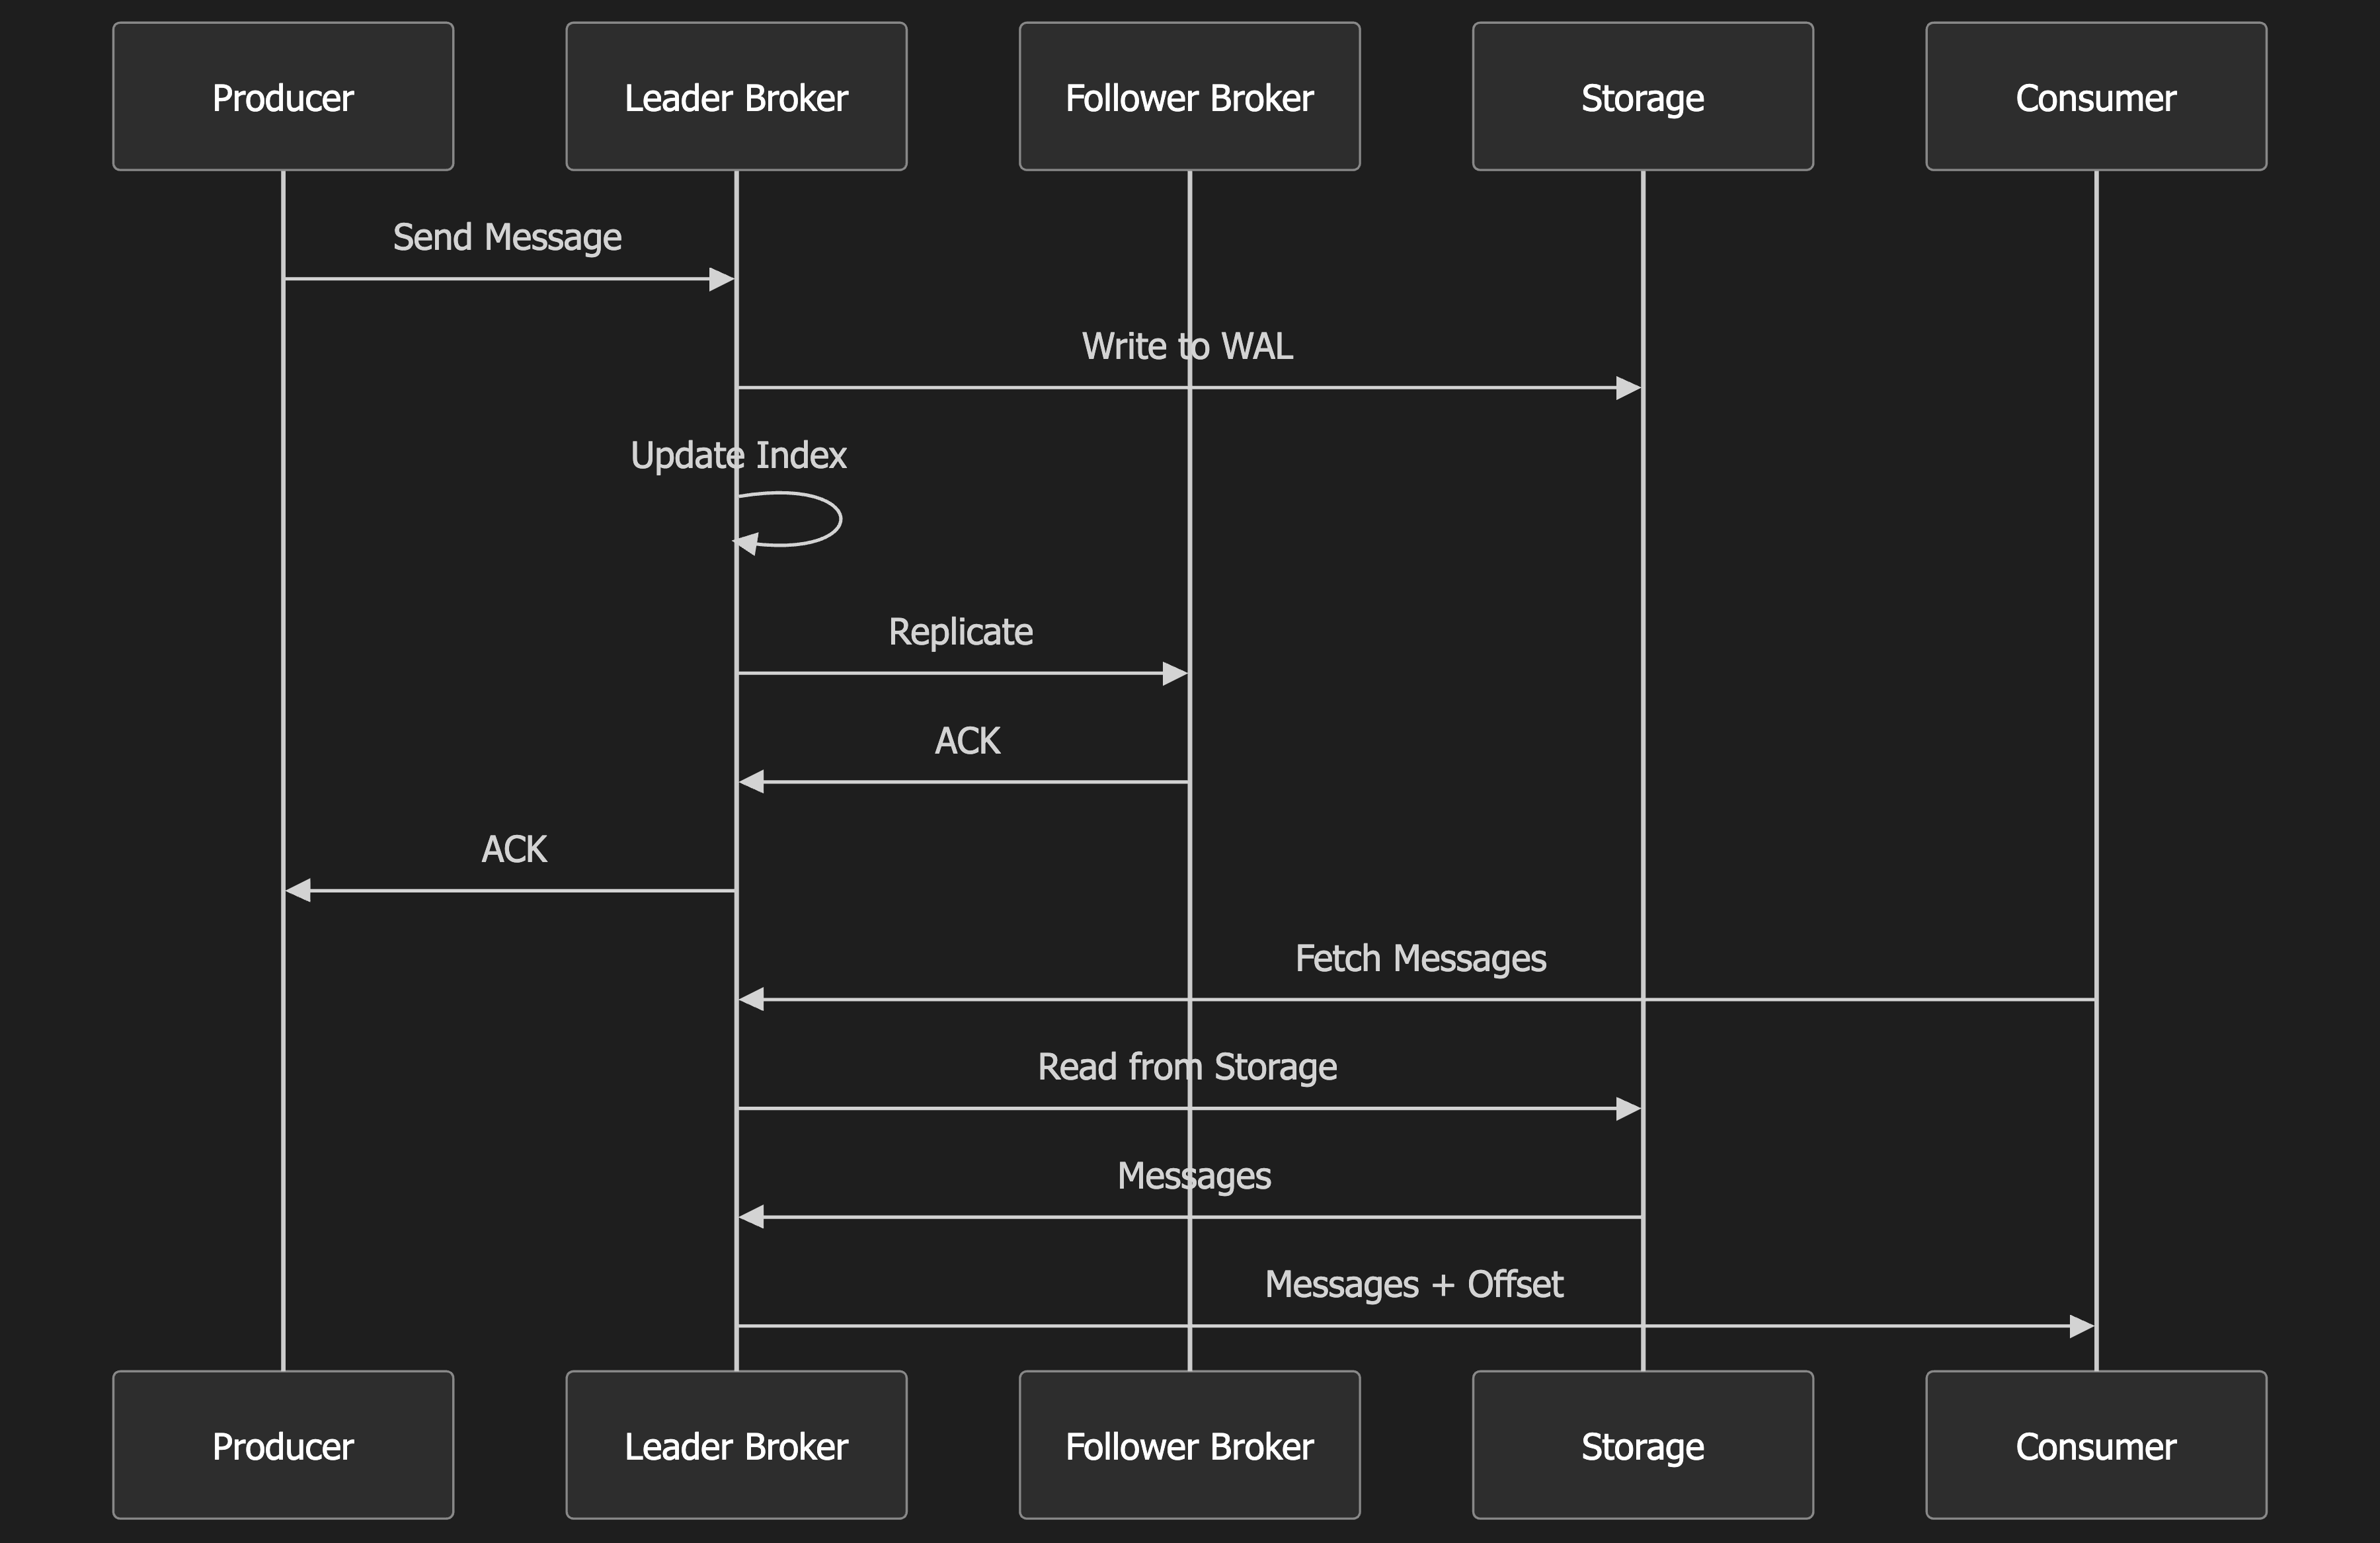 Producer
Leader Broker
Follower Broker
Storage
Consumer
Send Message
Write to WAL
Update Index
Replicate
ACK
ACK
Fetch Messages
Read from Storage
Messages
Messages + Offset
Producer
Leader Broker
Follower Broker
Storage
Consumer